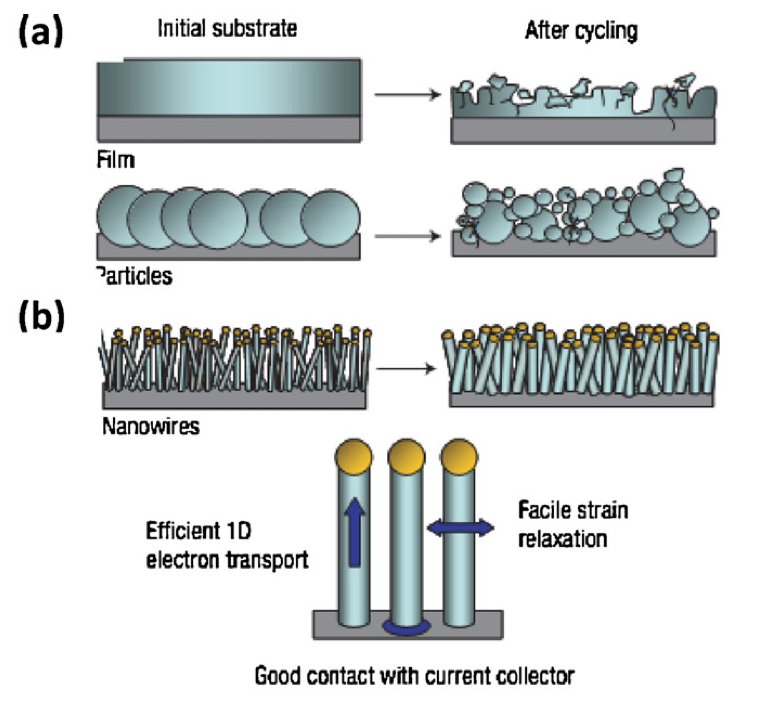 (a)
Initial substrate
After cycling
Film
Particles
(b)
Nanowires
Efficient 1D
electron transport
Facile strain
relaxation
Good contact with current collector